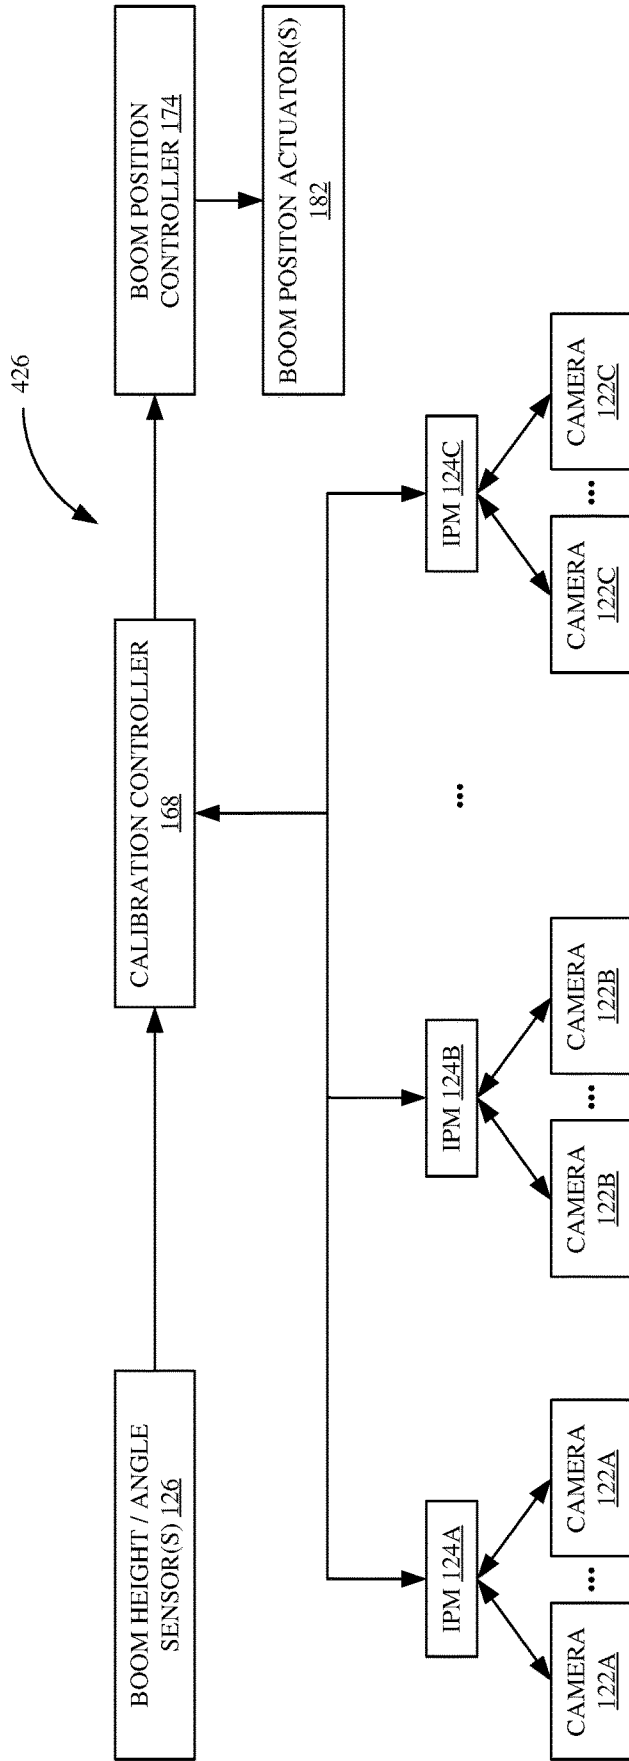 426
BOOM HEIGHT / ANGLE
SENSOR(S) 126
CALIBRATION CONTROLLER
168
BOOM POSITION
CONTROLLER 174
BOOM POSITON ACTUATOR(S)
182
IPM 124A
IPM 124B
...
IPM 124C
CAMERA
122A
...
CAMERA
122A
CAMERA
122B
...
CAMERA
122B
CAMERA
122C
...
CAMERA
122C